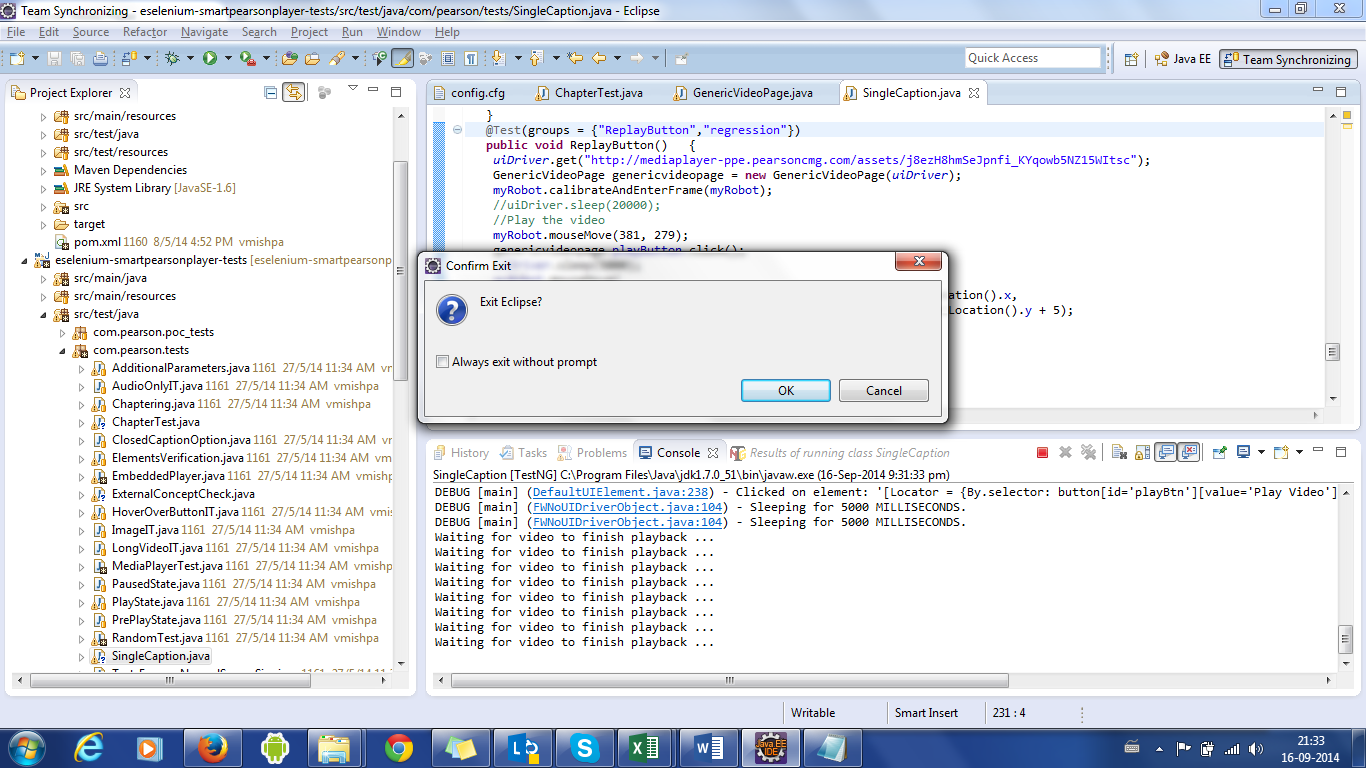 Team Synchronizing - eselenium-smartpearsonplayer-tests/src/test/java/com/pearson/tests/SingleCaption.java - Eclipse
File Edit Source Refactor Navigate Search Project Run Window Help
Quick Access
Java EE
Team Synchronizing
Project Explorer
src/main/resources
src/test/java
src/test/resources
Maven Dependencies
JRE System Library [JavaSE-1.6]
src
target
pom.xml 1160 8/5/14 4:52 PM vmishpa
eselenium-smartpearsonplayer-tests [eselenium-smartpearsonp
src/main/java
src/main/resources
src/test/java
com.pearson.poc_tests
com.pearson.tests
AdditionalParameters.java 1161 27/5/14 11:34 AM vr
AudioOnlyIT.java 1161 27/5/14 11:34 AM vmishpa
Chaptering.java 1161 27/5/14 11:34 AM vmishpa
ChapterTest.java
ClosedCaptionOption.java 1161 27/5/14 11:34 AM v
ElementsVerification.java 1161 27/5/14 11:34 AM vm
EmbeddedPlayer.java 1161 27/5/14 11:34 AM vmishp
ExternalConceptCheck.java
HoverOverButtonIT.java 1161 27/5/14 11:34 AM vmi
ImageIT.java 1161 27/5/14 11:34 AM vmishpa
LongVideoIT.java 1161 27/5/14 11:34 AM vmishpa
MediaPlayerTest.java 1161 27/5/14 11:34 AM vmishp
PausedState.java 1161 27/5/14 11:34 AM vmishpa
PlayState.java 1161 27/5/14 11:34 AM vmishpa
PrePlayState.java 1161 27/5/14 11:34 AM vmishpa
RandomTest.java 1161 27/5/14 11:34 AM vmishpa
SingleCaption.java
config.cfg
ChapterTest.java
GenericVideoPage.java
SingleCaption.java
}
@Test(groups = {"ReplayButton","regression"})
public void ReplayButton() {
uiDriver.get("http://mediaplayer-ppe.pearsoncmg.com/assets/j8ezH8hmSeJpnfi_KYqowb5NZ15WItsc");
GenericVideoPage genericvideopage = new GenericVideoPage(uiDriver);
myRobot.calibrateAndEnterFrame(myRobot);
//uiDriver.sleep(20000);
//Play the video
myRobot.mouseMove(381, 279);
genericvideopage.playButton.click();
ation().x,
Location().y + 5);
Confirm Exit
Exit Eclipse?
Always exit without prompt
OK
Cancel
History
Tasks
Problems
Console
Results of running class SingleCaption
SingleCaption [TestNG] C:\Program Files\Java\jdk1.7.0_51\bin\javaw.exe (16-Sep-2014 9:31:33 pm)
DEBUG [main] (DefaultUIElement.java:238) - Clicked on element: '[Locator = {By.selector: button[id='playBtn'][value='Play Video']
DEBUG [main] (FWNoUIDriverObject.java:104) - Sleeping for 5000 MILLISECONDS.
DEBUG [main] (FWNoUIDriverObject.java:104) - Sleeping for 5000 MILLISECONDS.
Waiting for video to finish playback ...
Waiting for video to finish playback ...
Waiting for video to finish playback ...
Waiting for video to finish playback ...
Waiting for video to finish playback ...
Waiting for video to finish playback ...
Waiting for video to finish playback ...
Waiting for video to finish playback ...
Writable
Smart Insert
231 : 4
Java EE
IDE
21:33
16-09-2014